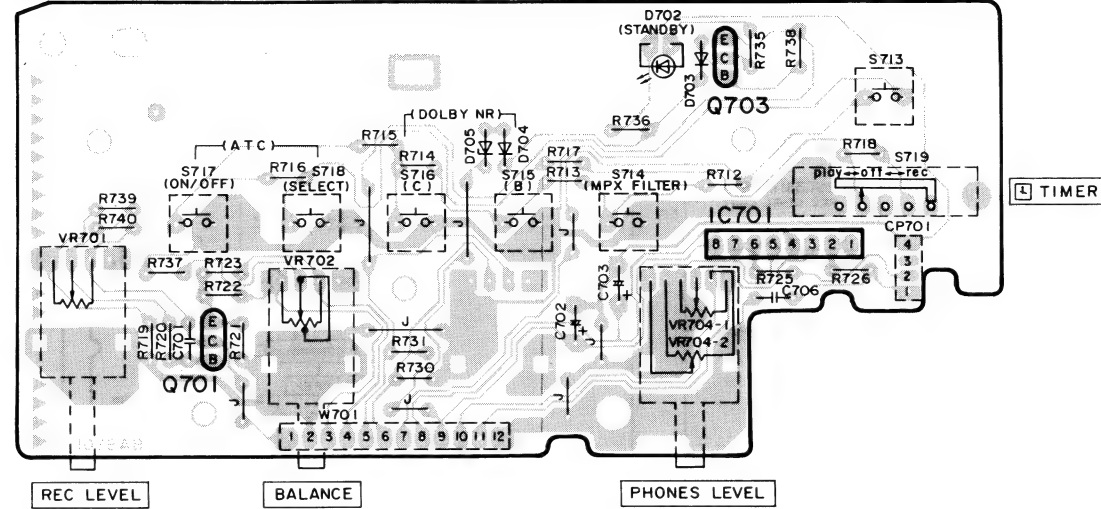 D702
(STANDBY)
E
C
B
R735
R738
D703
Q703
S713
R736
(DOLBY NR)
D705
D704
R715
R714
R717
R713
(ATC)
S717
(ON/OFF)
R716
S718
(SELECT)
S716
(C)
S715
(B)
S714
(MPX FILTER)
R712
R718
S719
play ↔ off ↔ rec
L TIMER
R739
R740
VR701
J
J
J
IC701
8 7 6 5 4 3 2 1
CP701
4
3
2
1
R737
R723
R722
VR702
C703
+
R725
C706
R726
R719
R720
C701
E
C
B
R721
Q701
J
R731
R730
J
C702
+
J
J
VR704-1
VR704-2
W701
1 2 3 4 5 6 7 8 9 10 11 12
REC LEVEL
BALANCE
PHONES LEVEL